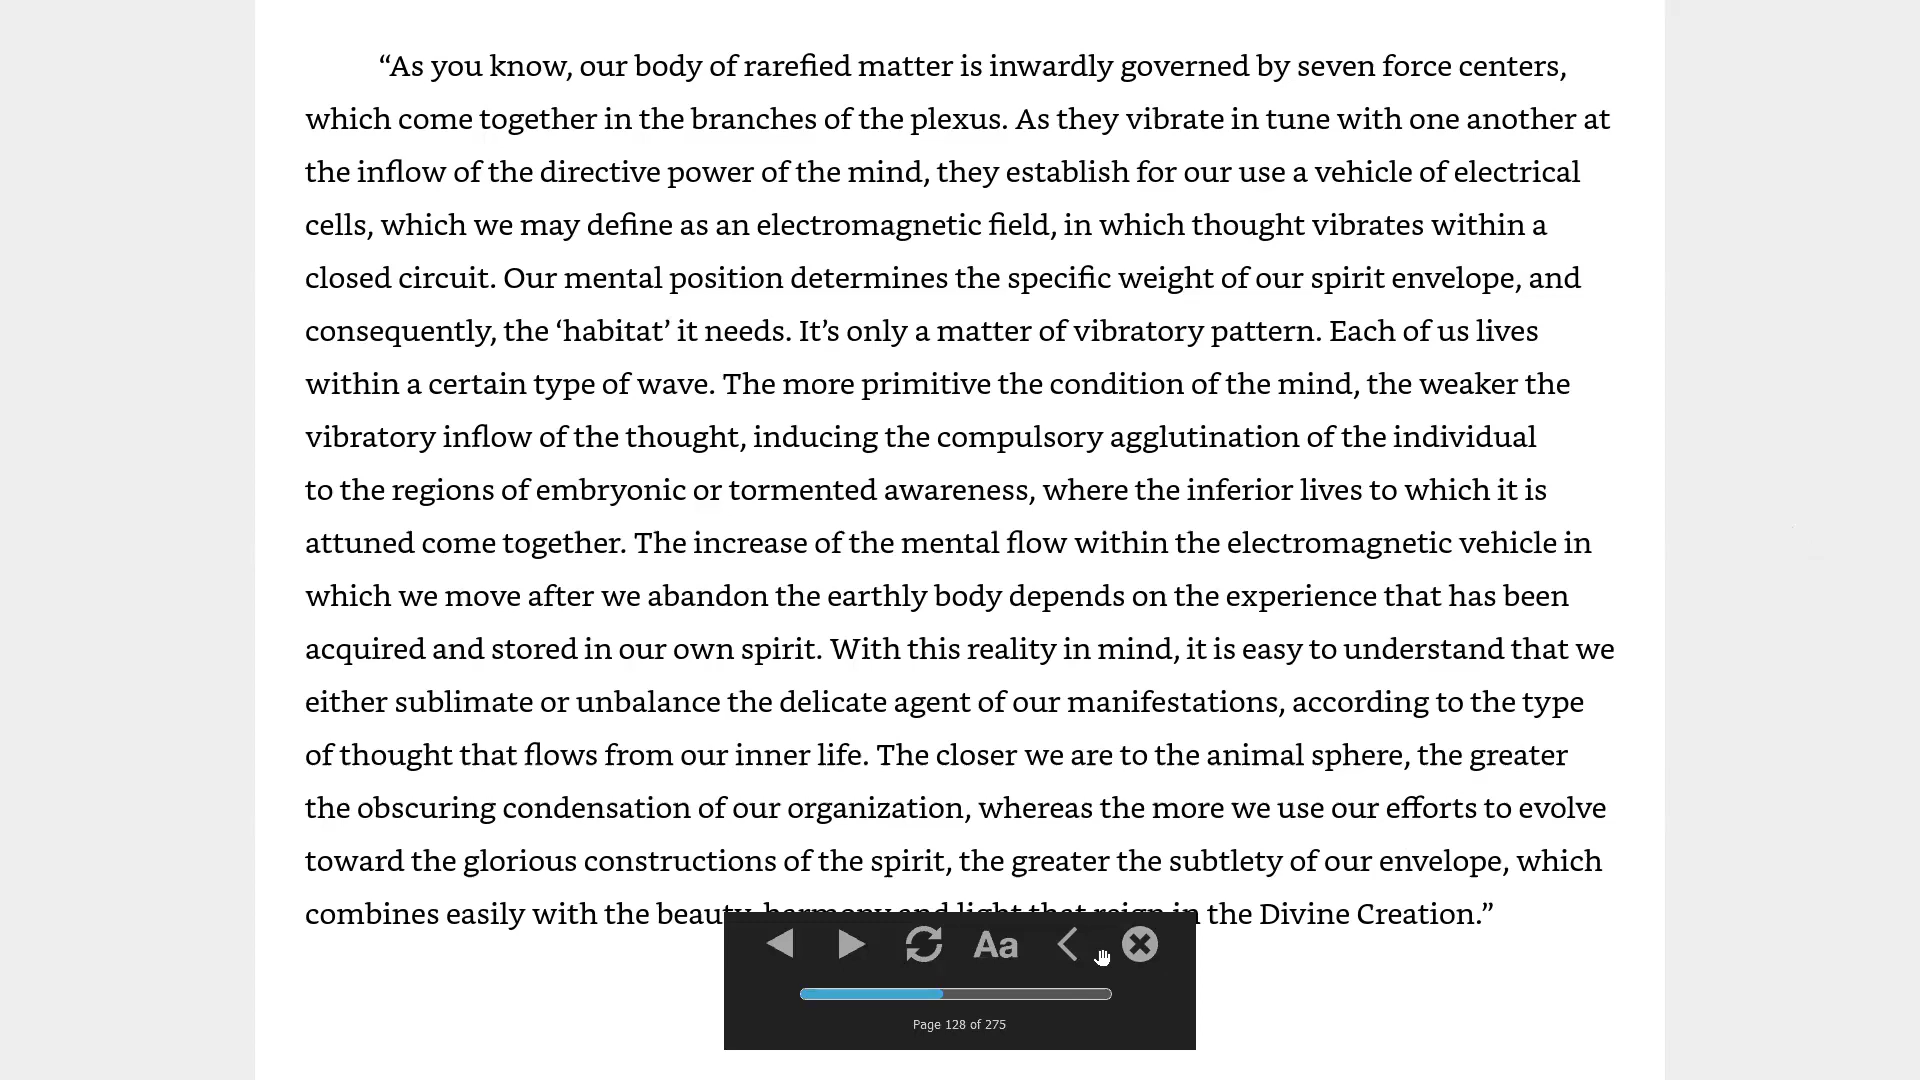 “As you know, our body of rarefied matter is inwardly governed by seven force centers,
which come together in the branches of the plexus. As they vibrate in tune with one another at
the inflow of the directive power of the mind, they establish for our use a vehicle of electrical
cells, which we may define as an electromagnetic field, in which thought vibrates within a
closed circuit. Our mental position determines the specific weight of our spirit envelope, and
consequently, the ‘habitat’ it needs. It’s only a matter of vibratory pattern. Each of us lives
within a certain type of wave. The more primitive the condition of the mind, the weaker the
vibratory inflow of the thought, inducing the compulsory agglutination of the individual
to the regions of embryonic or tormented awareness, where the inferior lives to which it is
attuned come together. The increase of the mental flow within the electromagnetic vehicle in
which we move after we abandon the earthly body depends on the experience that has been
acquired and stored in our own spirit. With this reality in mind, it is easy to understand that we
either sublimate or unbalance the delicate agent of our manifestations, according to the type
of thought that flows from our inner life. The closer we are to the animal sphere, the greater
the obscuring condensation of our organization, whereas the more we use our efforts to evolve
toward the glorious constructions of the spirit, the greater the subtlety of our envelope, which
combines easily with the beauty, harmony and light that reign in the Divine Creation.”
Aa
Page 128 of 275